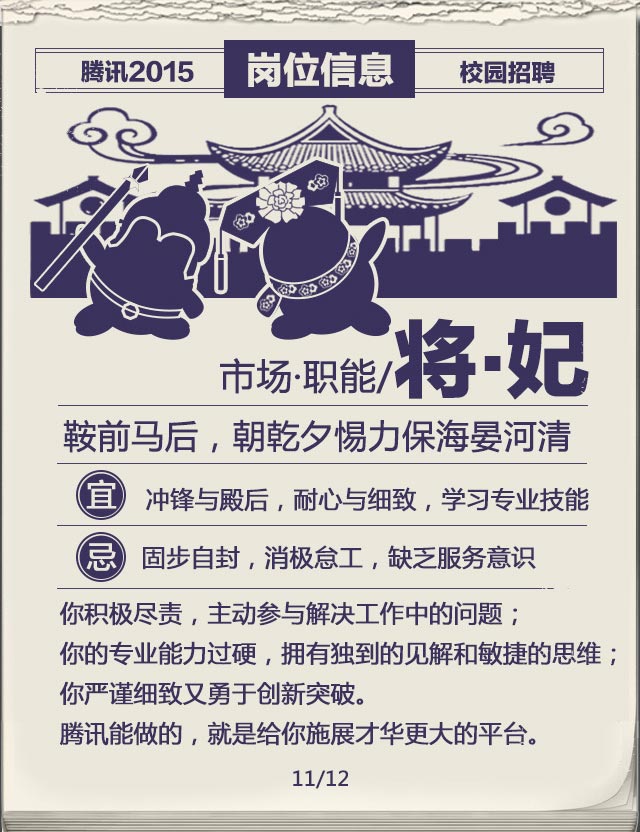 腾讯2015 岗位信息 校园招聘
市场·职能/将·妃
鞍前马后，朝乾夕惕力保海晏河清
宜 冲锋与殿后，耐心与细致，学习专业技能
忌 固步自封，消极怠工，缺乏服务意识
你积极尽责，主动参与解决工作中的问题；
你的专业能力过硬，拥有独到的见解和敏捷的思维；
你严谨细致又勇于创新突破。
腾讯能做的，就是给你施展才华更大的平台。
11/12